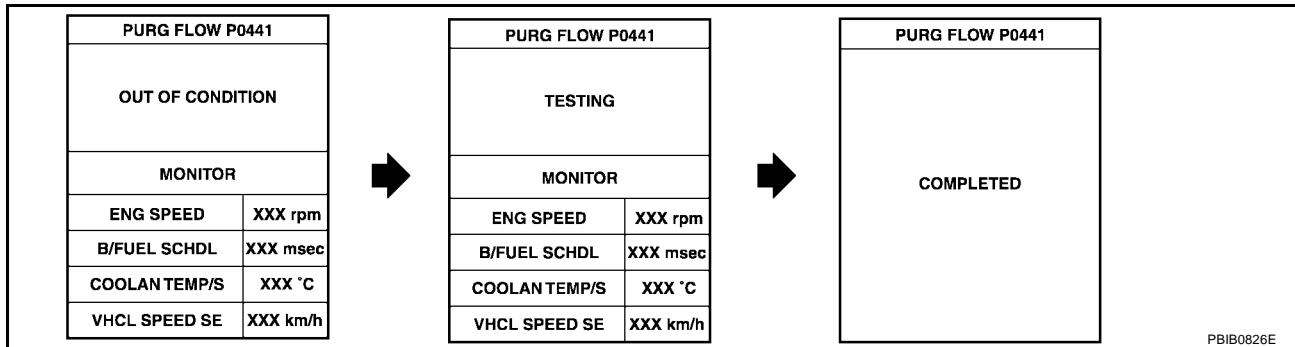 PURG FLOW P0441
OUT OF CONDITION
MONITOR
ENG SPEED XXX rpm
B/FUEL SCHDL XXX msec
COOLAN TEMP/S XXX °C
VHCL SPEED SE XXX km/h
PURG FLOW P0441
TESTING
MONITOR
ENG SPEED XXX rpm
B/FUEL SCHDL XXX msec
COOLAN TEMP/S XXX °C
VHCL SPEED SE XXX km/h
PURG FLOW P0441
COMPLETED
PBIB0826E